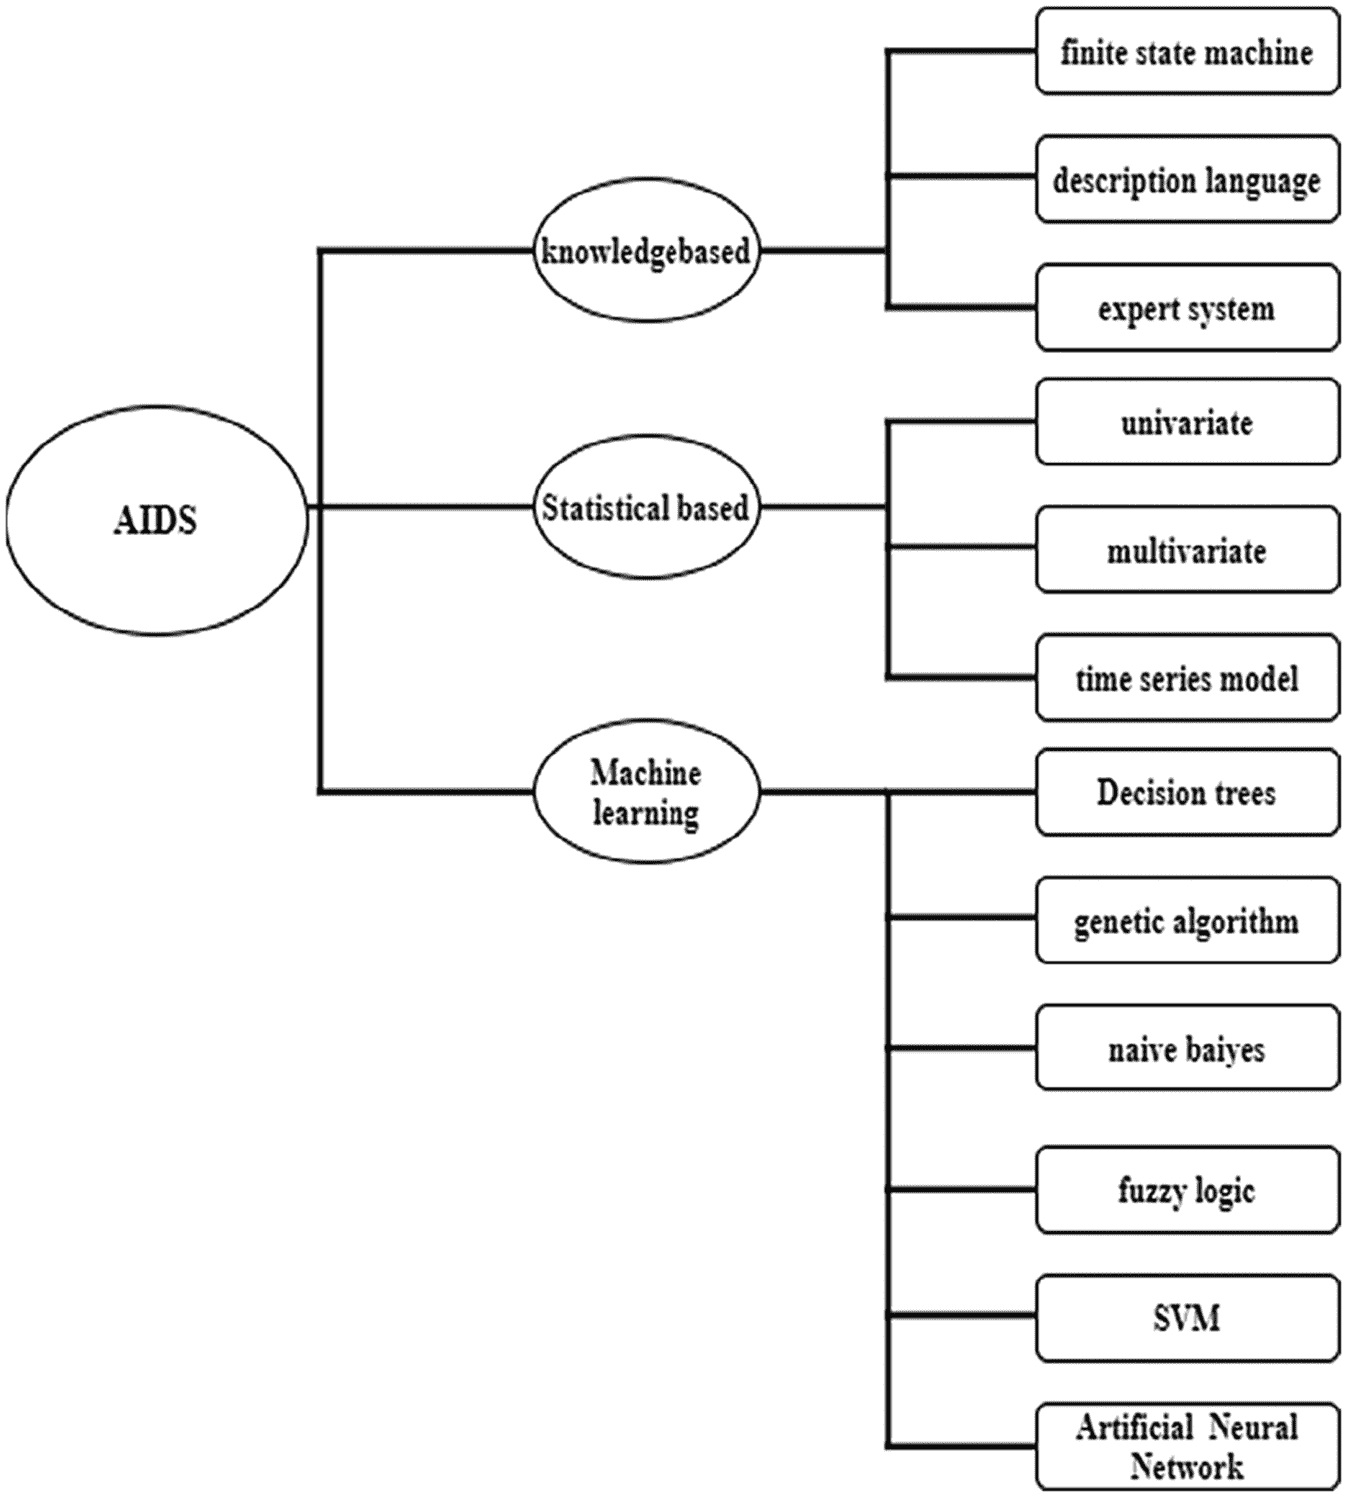 AIDS
knowledgebased
finite state machine
description language
expert system
Statistical based
univariate
multivariate
time series model
Machine
learning
Decision trees
genetic algorithm
naive baiyes
fuzzy logic
SVM
Artificial Neural
Network